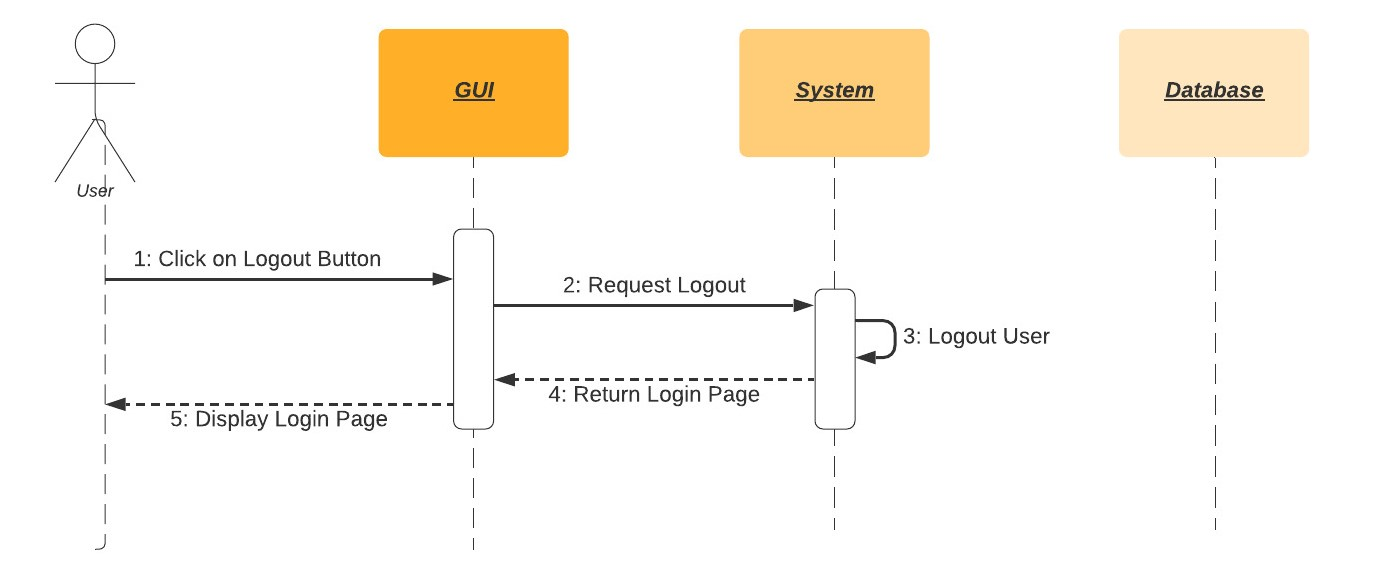 GUI
System
Database
User
1: Click on Logout Button
2: Request Logout
3: Logout User
4: Return Login Page
5: Display Login Page